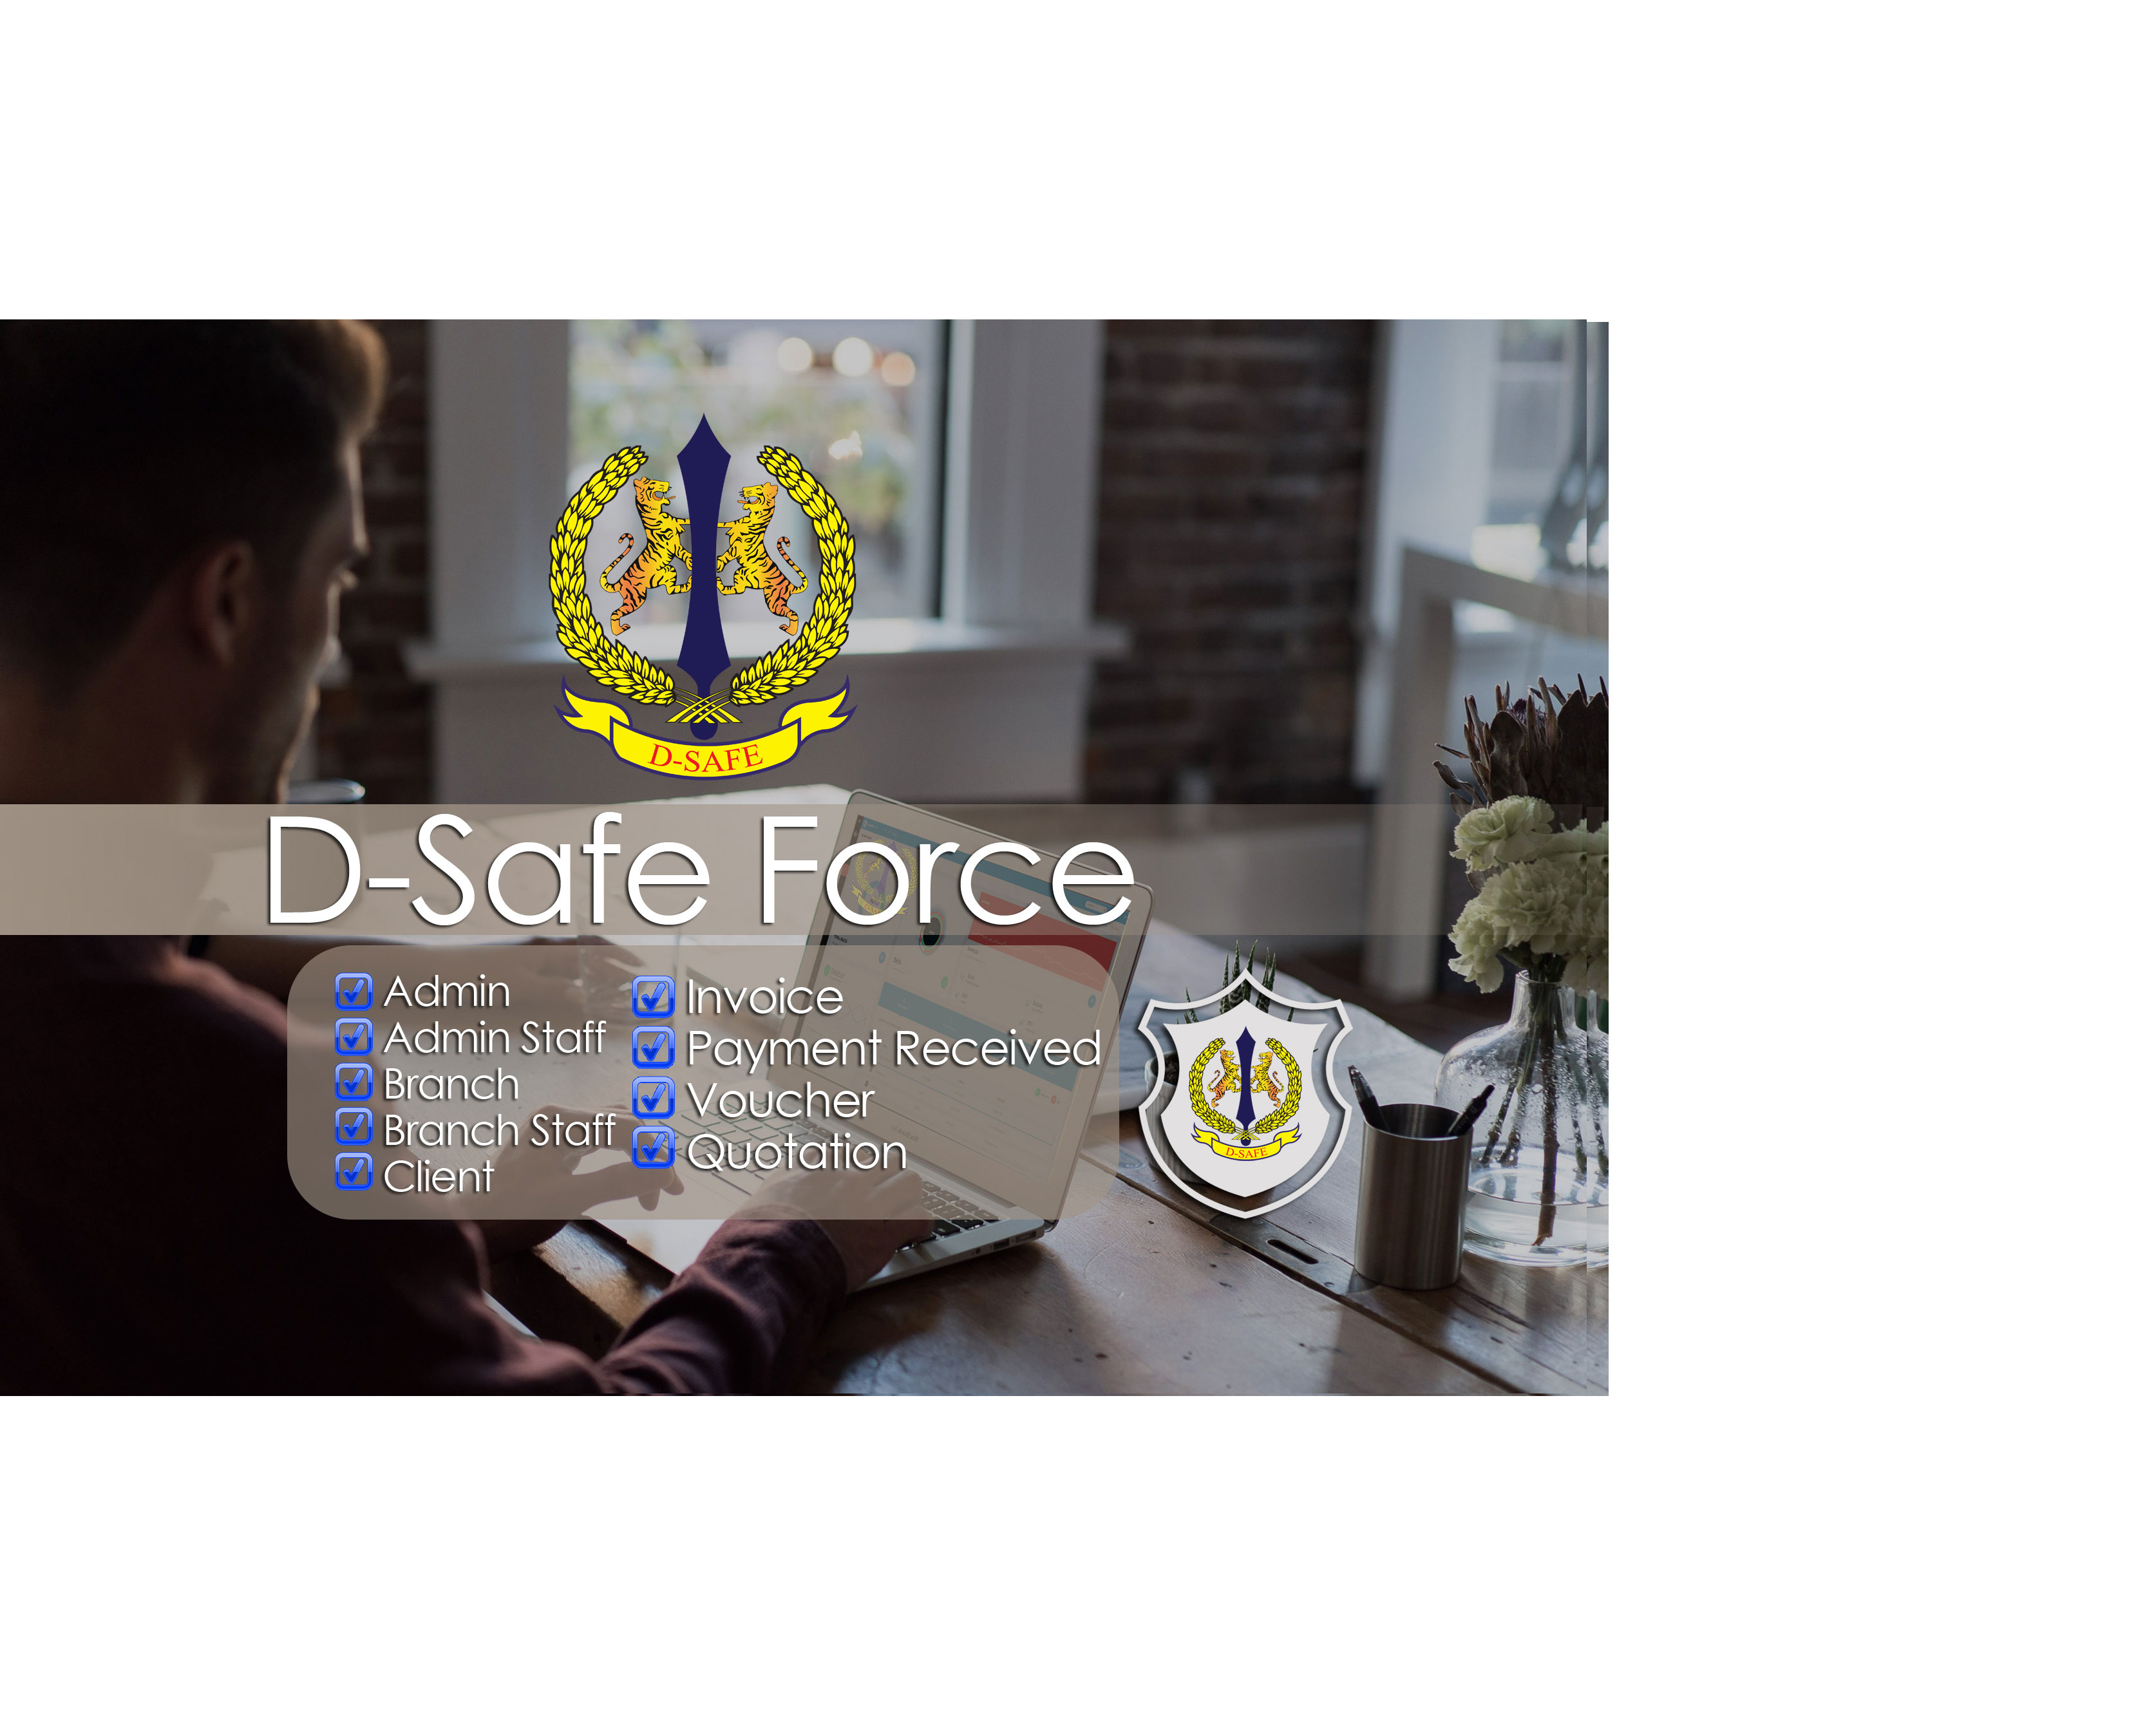 D-SAFE
D-Safe Force
Admin
Admin Staff
Branch
Branch Staff
Client
Invoice
Payment Received
Voucher
Quotation
D-SAFE